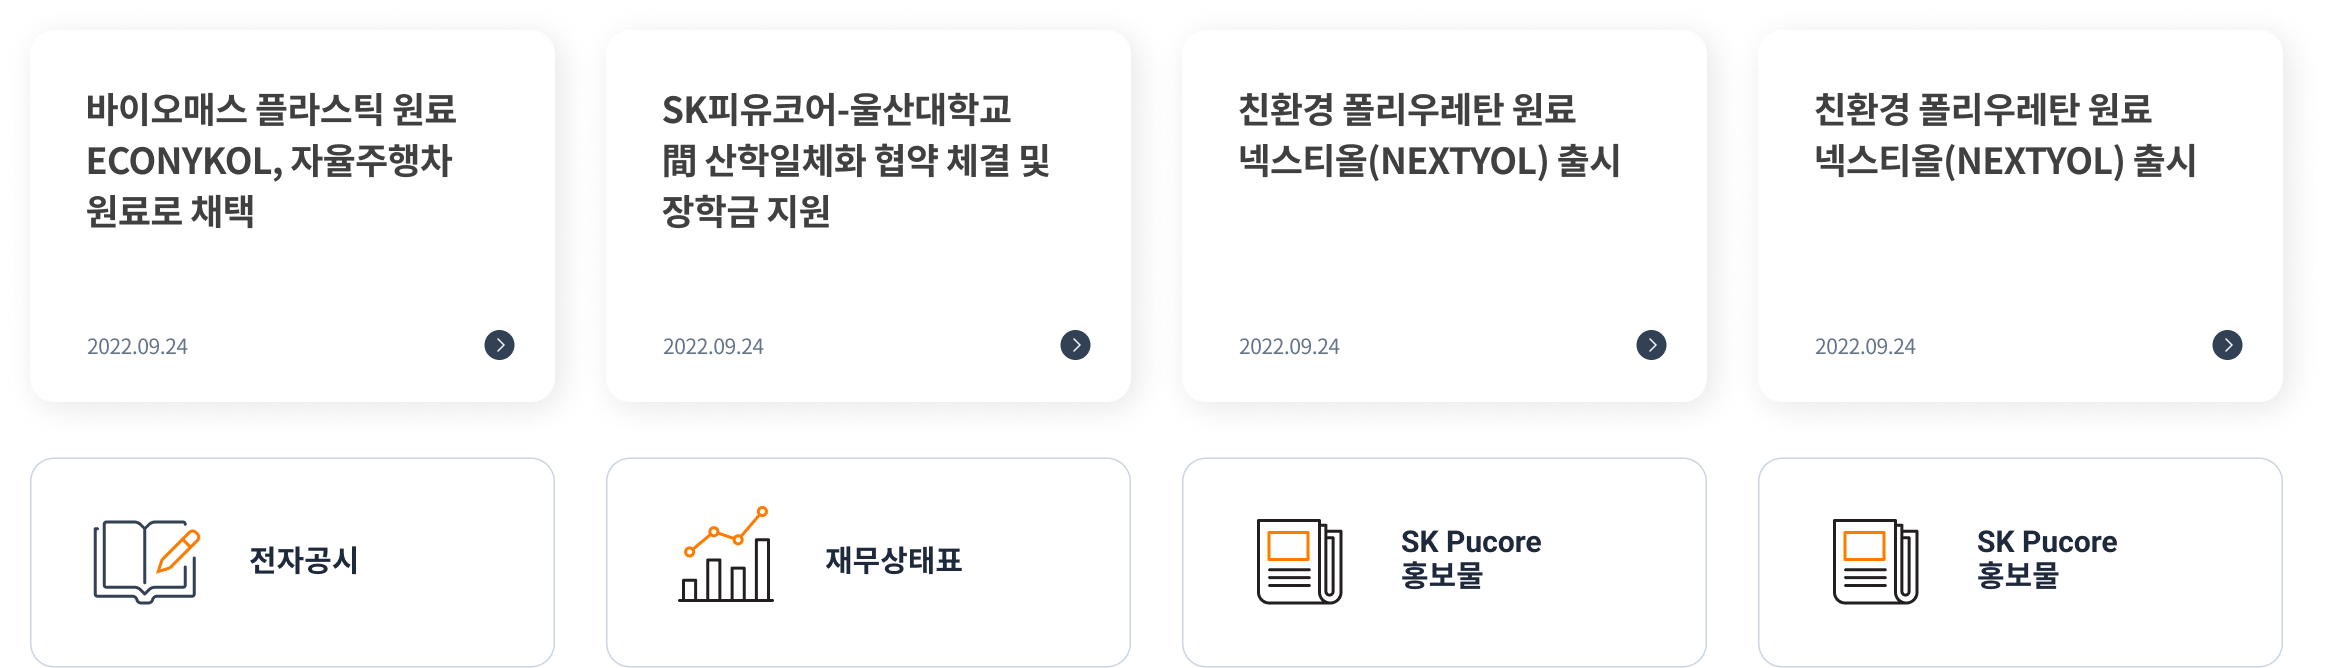 바이오매스 플라스틱 원료
ECONYKOL, 자율주행차
원료로 채택
2022.09.24
SK피유코어-울산대학교
間 산학일체화 협약 체결 및
장학금 지원
2022.09.24
친환경 폴리우레탄 원료
넥스티올(NEXTYOL) 출시
2022.09.24
친환경 폴리우레탄 원료
넥스티올(NEXTYOL) 출시
2022.09.24
전자공시
재무상태표
SK Pucore
홍보물
SK Pucore
홍보물